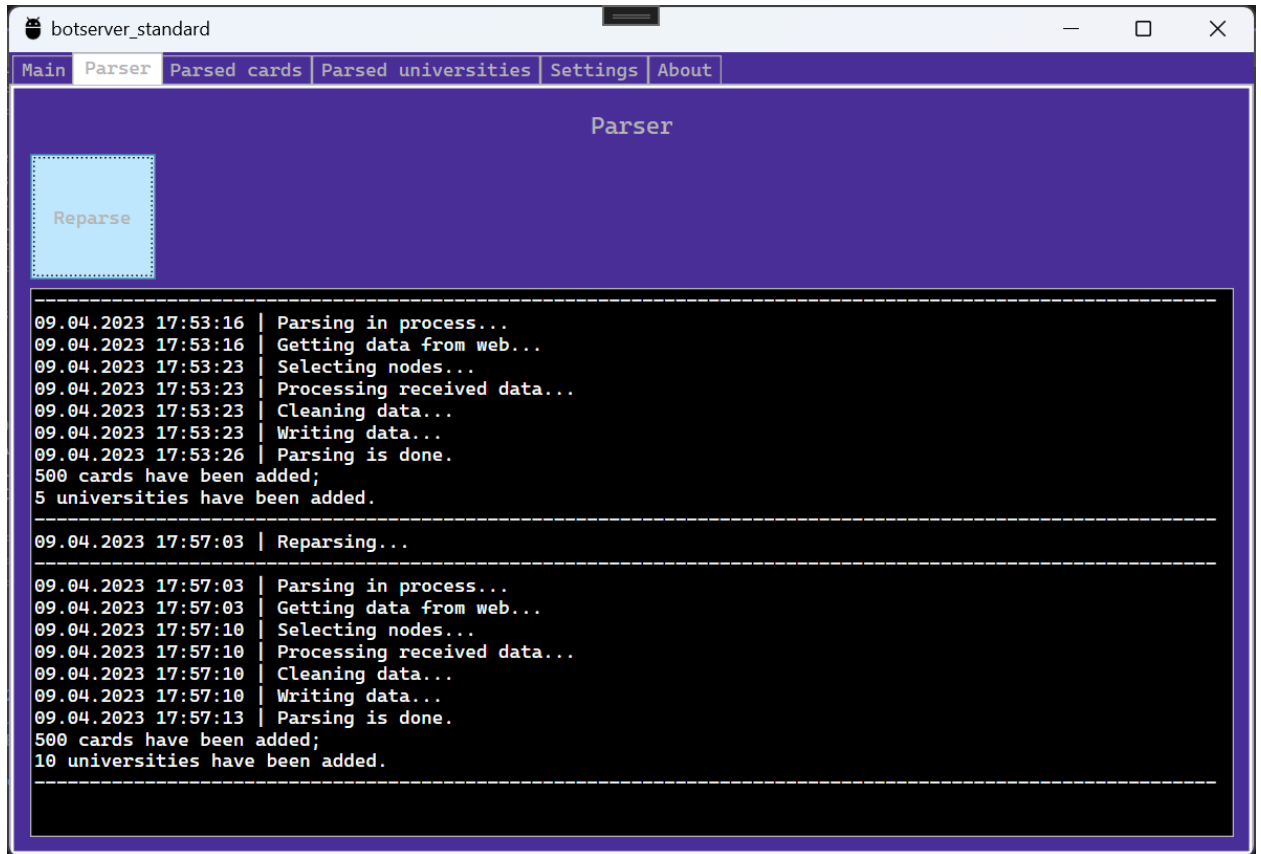 botserver_standard
Main Parser Parsed cards Parsed universities Settings About
Parser
Reparse
--------------------------------------------------------------------------------------------------------------
09.04.2023 17:53:16 | Parsing in process...
09.04.2023 17:53:16 | Getting data from web...
09.04.2023 17:53:23 | Selecting nodes...
09.04.2023 17:53:23 | Processing received data...
09.04.2023 17:53:23 | Cleaning data...
09.04.2023 17:53:23 | Writing data...
09.04.2023 17:53:26 | Parsing is done.
500 cards have been added;
5 universities have been added.
--------------------------------------------------------------------------------------------------------------
09.04.2023 17:57:03 | Reparsing...
--------------------------------------------------------------------------------------------------------------
09.04.2023 17:57:03 | Parsing in process...
09.04.2023 17:57:03 | Getting data from web...
09.04.2023 17:57:10 | Selecting nodes...
09.04.2023 17:57:10 | Processing received data...
09.04.2023 17:57:10 | Cleaning data...
09.04.2023 17:57:10 | Writing data...
09.04.2023 17:57:13 | Parsing is done.
500 cards have been added;
10 universities have been added.
--------------------------------------------------------------------------------------------------------------